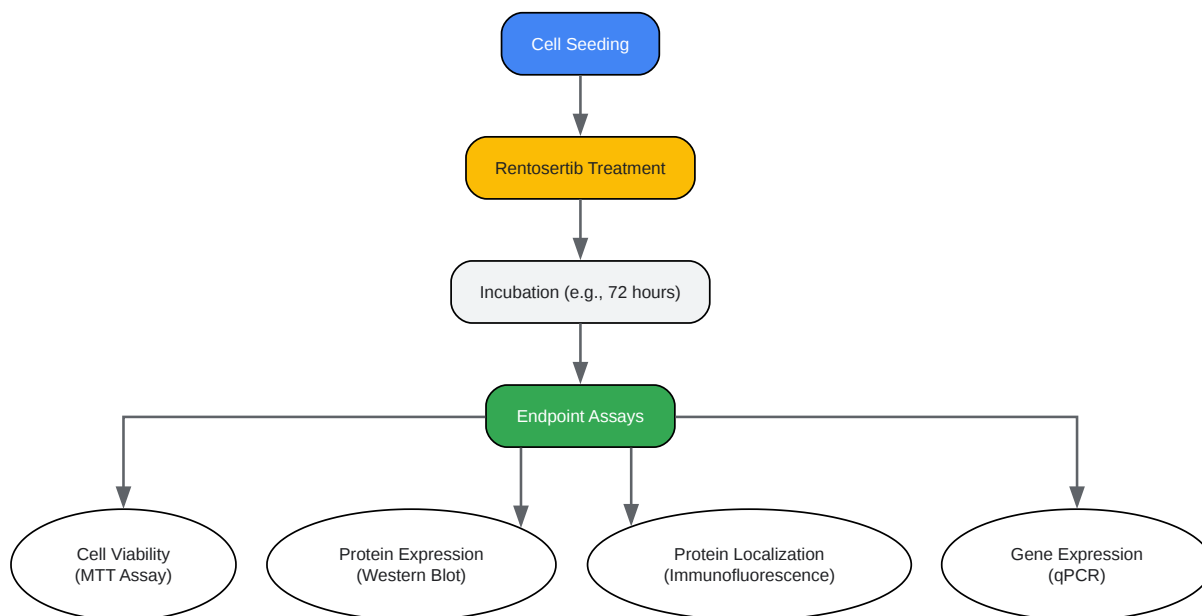 Cell Seeding
Rentosertib Treatment
Incubation (e.g., 72 hours)
Endpoint Assays
Cell Viability
(MTT Assay)
Protein Expression
(Western Blot)
Protein Localization
(Immunofluorescence)
Gene Expression
(qPCR)